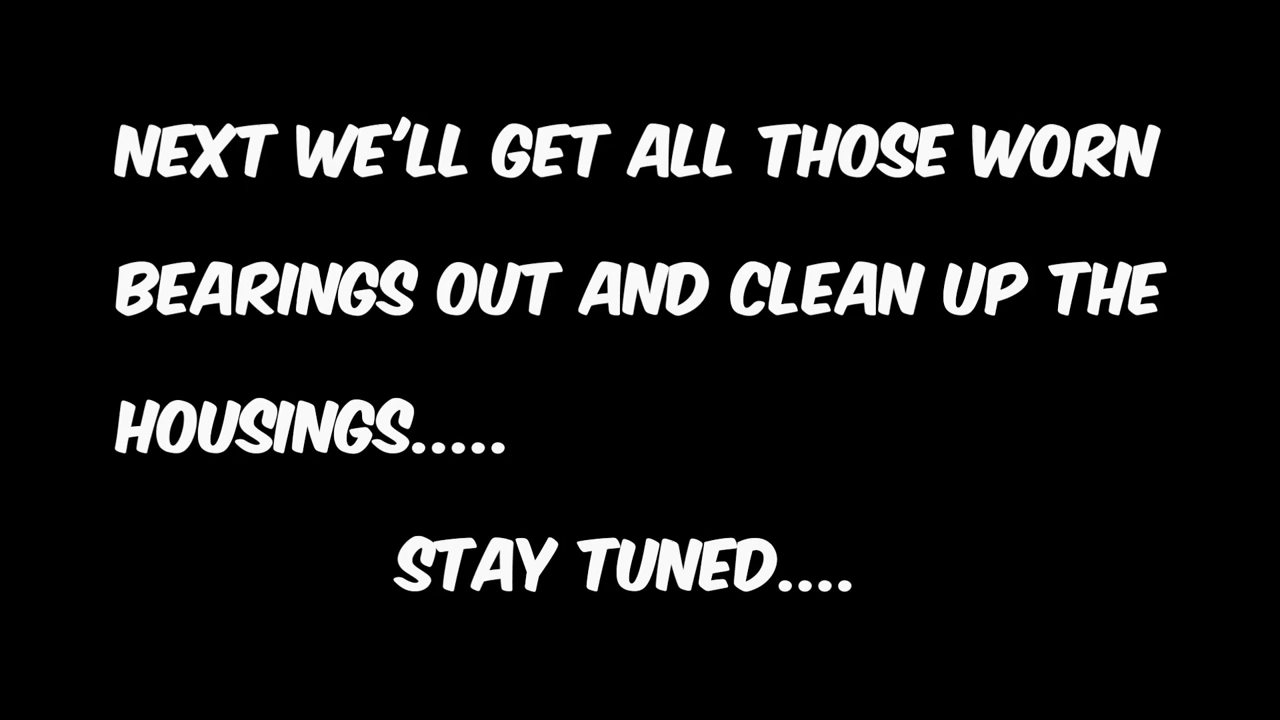 NEXT WE'LL GET ALL THOSE WORN
BEARINGS OUT AND CLEAN UP THE
HOUSINGS.....
STAY TUNED....